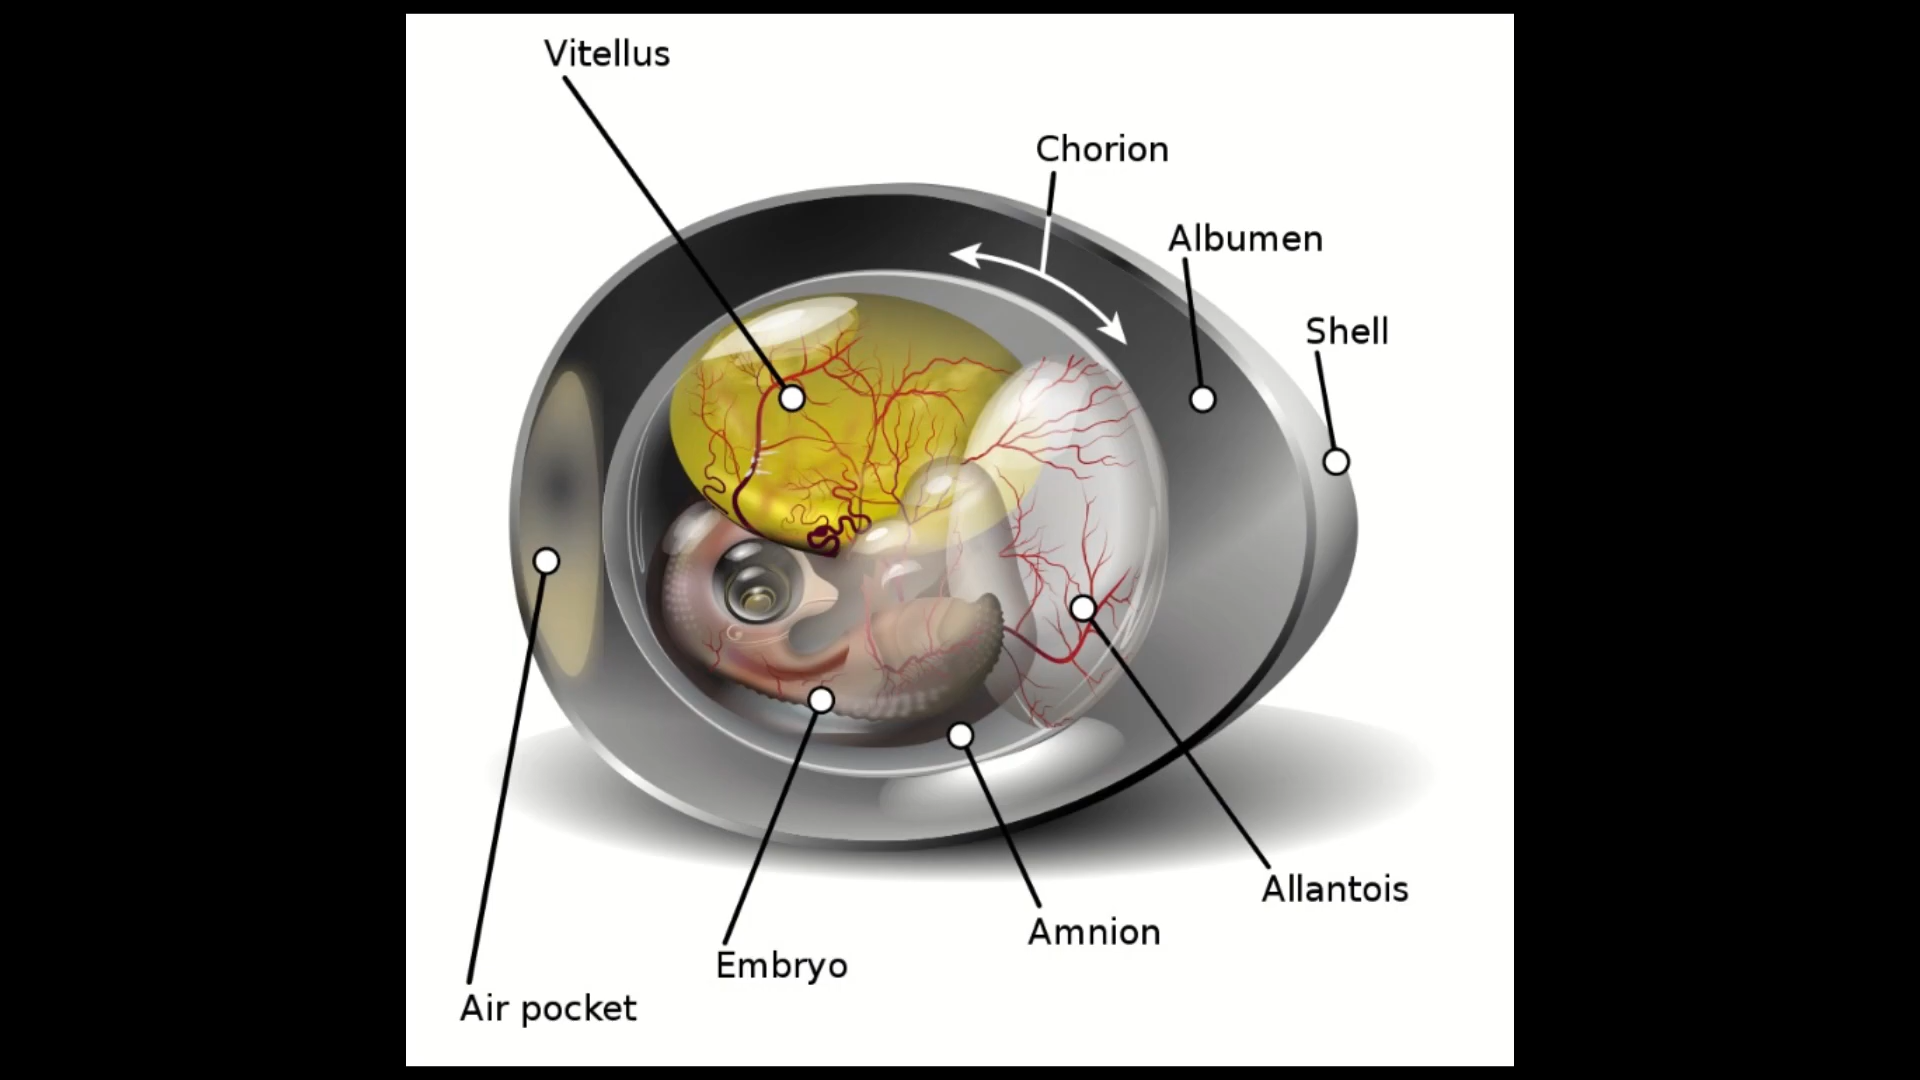 Vitellus
Chorion
Albumen
Shell
Allantois
Amnion
Embryo
Air pocket